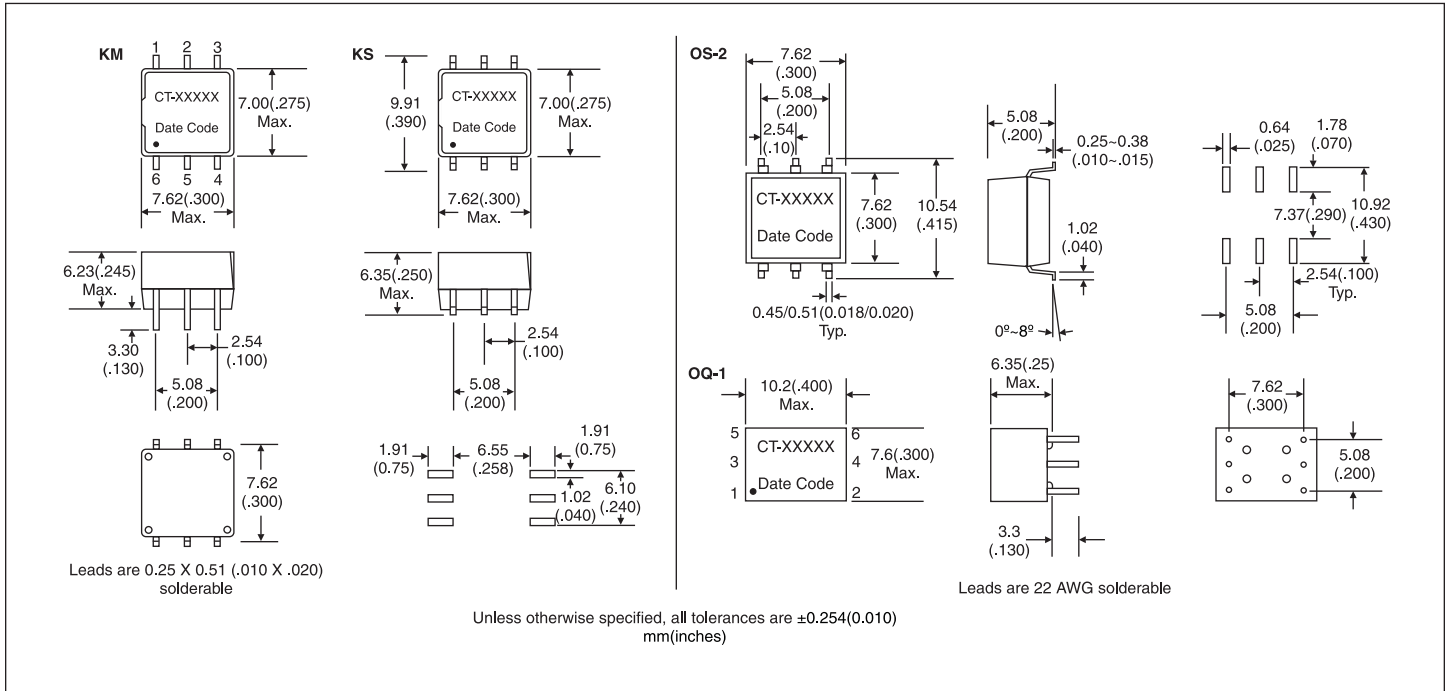 KM
1 2 3
CT-XXXXX
Date Code
7.00(.275)
Max.
6 5 4
7.62(.300)
Max.
6.23(.245)
Max.
3.30
(.130)
2.54
(.100)
5.08
(.200)
7.62
(.300)
Leads are 0.25 X 0.51 (.010 X .020)
solderable
KS
9.91
(.390)
CT-XXXXX
Date Code
7.00(.275)
Max.
7.62(.300)
Max.
6.35(.250)
Max.
2.54
(.100)
5.08
(.200)
1.91
(0.75)
6.55
(.258)
1.91
(0.75)
1.02
(.040)
6.10
(.240)
OS-2
7.62
(.300)
5.08
(.200)
2.54
(.10)
CT-XXXXX
Date Code
7.62
(.300)
10.54
(.415)
0.45/0.51(0.018/0.020)
Typ.
5.08
(.200)
0.25~0.38
(.010~.015)
1.02
(.040)
0º~8º
0.64
(.025)
1.78
(.070)
7.37(.290)
10.92
(.430)
2.54(.100)
Typ.
5.08
(.200)
OQ-1
10.2(.400)
Max.
5 6
CT-XXXXX
3 4
Date Code
1 2
7.6(.300)
Max.
6.35(.25)
Max.
3.3
(.130)
7.62
(.300)
5.08
(.200)
Leads are 22 AWG solderable
Unless otherwise specified, all tolerances are ±0.254(0.010)
mm(inches)